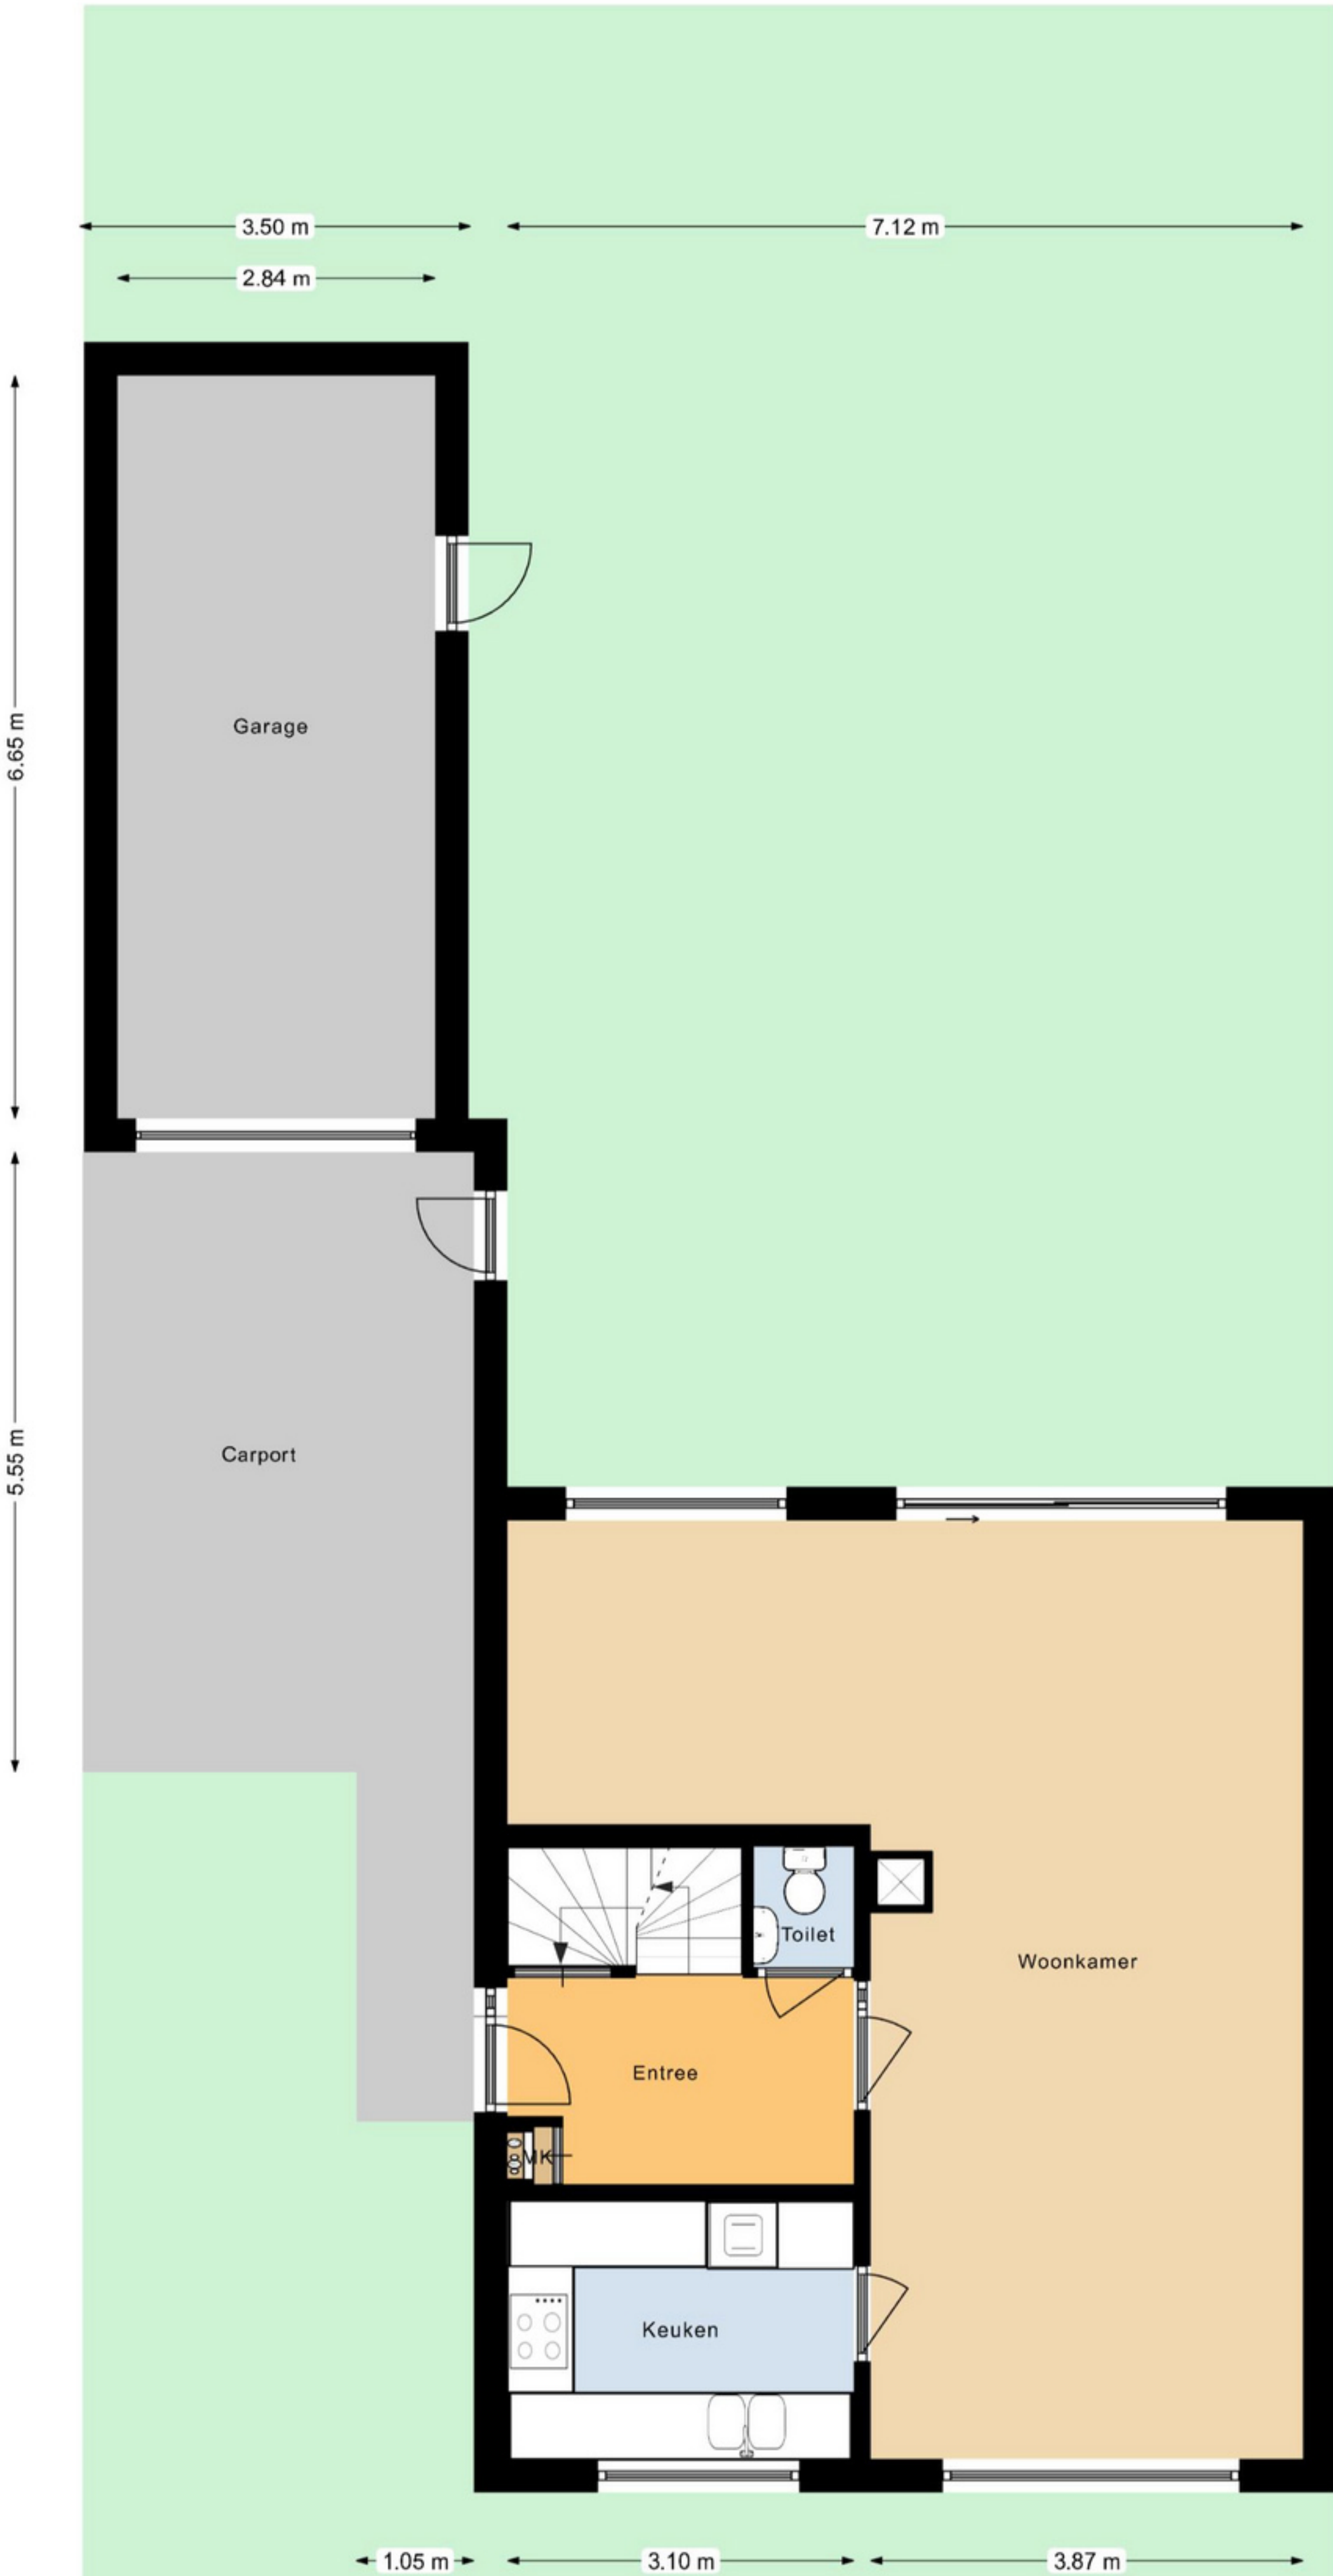 3.50 m
7.12 m
2.84 m
Garage
6.65 m
Carport
5.55 m
Toilet
Woonkamer
Entree
MK
Keuken
1.05 m
3.10 m
3.87 m